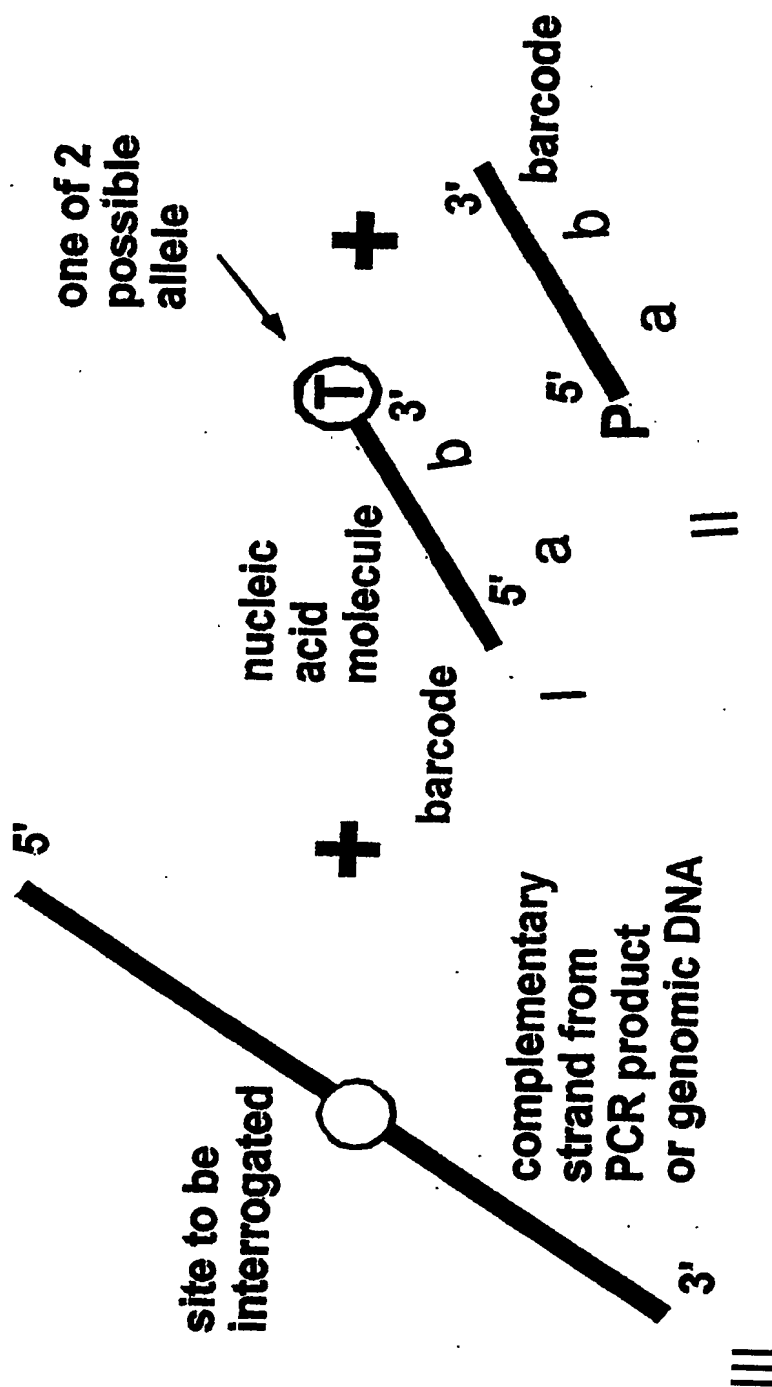 site to be
interrogated
5'
3'
III
complementary
strand from
PCR product
or genomic DNA
+
barcode
nucleic
acid
molecule
5'
a
b
3'
T
I
one of 2
possible
allele
+
P
5'
a
b
3'
barcode
II